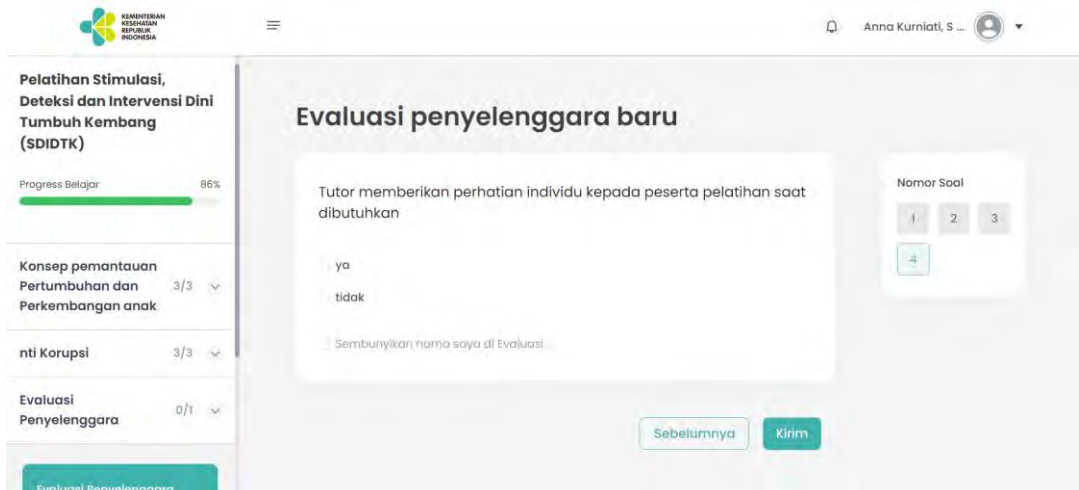 KEMENTERIAN
KESEHATAN
REPUBLIK
INDONESIA
Anna Kurniati, S ...
Pelatihan Stimulasi,
Deteksi dan Intervensi Dini
Tumbuh Kembang
(SDIDTK)
Progress Belajar 86%
Konsep pemantauan
Pertumbuhan dan 3/3
Perkembangan anak
nti Korupsi 3/3
Evaluasi
Penyelenggara 0/1
Evaluasi Penyelenggara
Evaluasi penyelenggara baru
Tutor memberikan perhatian individu kepada peserta pelatihan saat
dibutuhkan
ya
tidak
Sembunyikan nama saya di Evaluasi
Sebelumnya Kirim
Nomor Soal
1 2 3
4